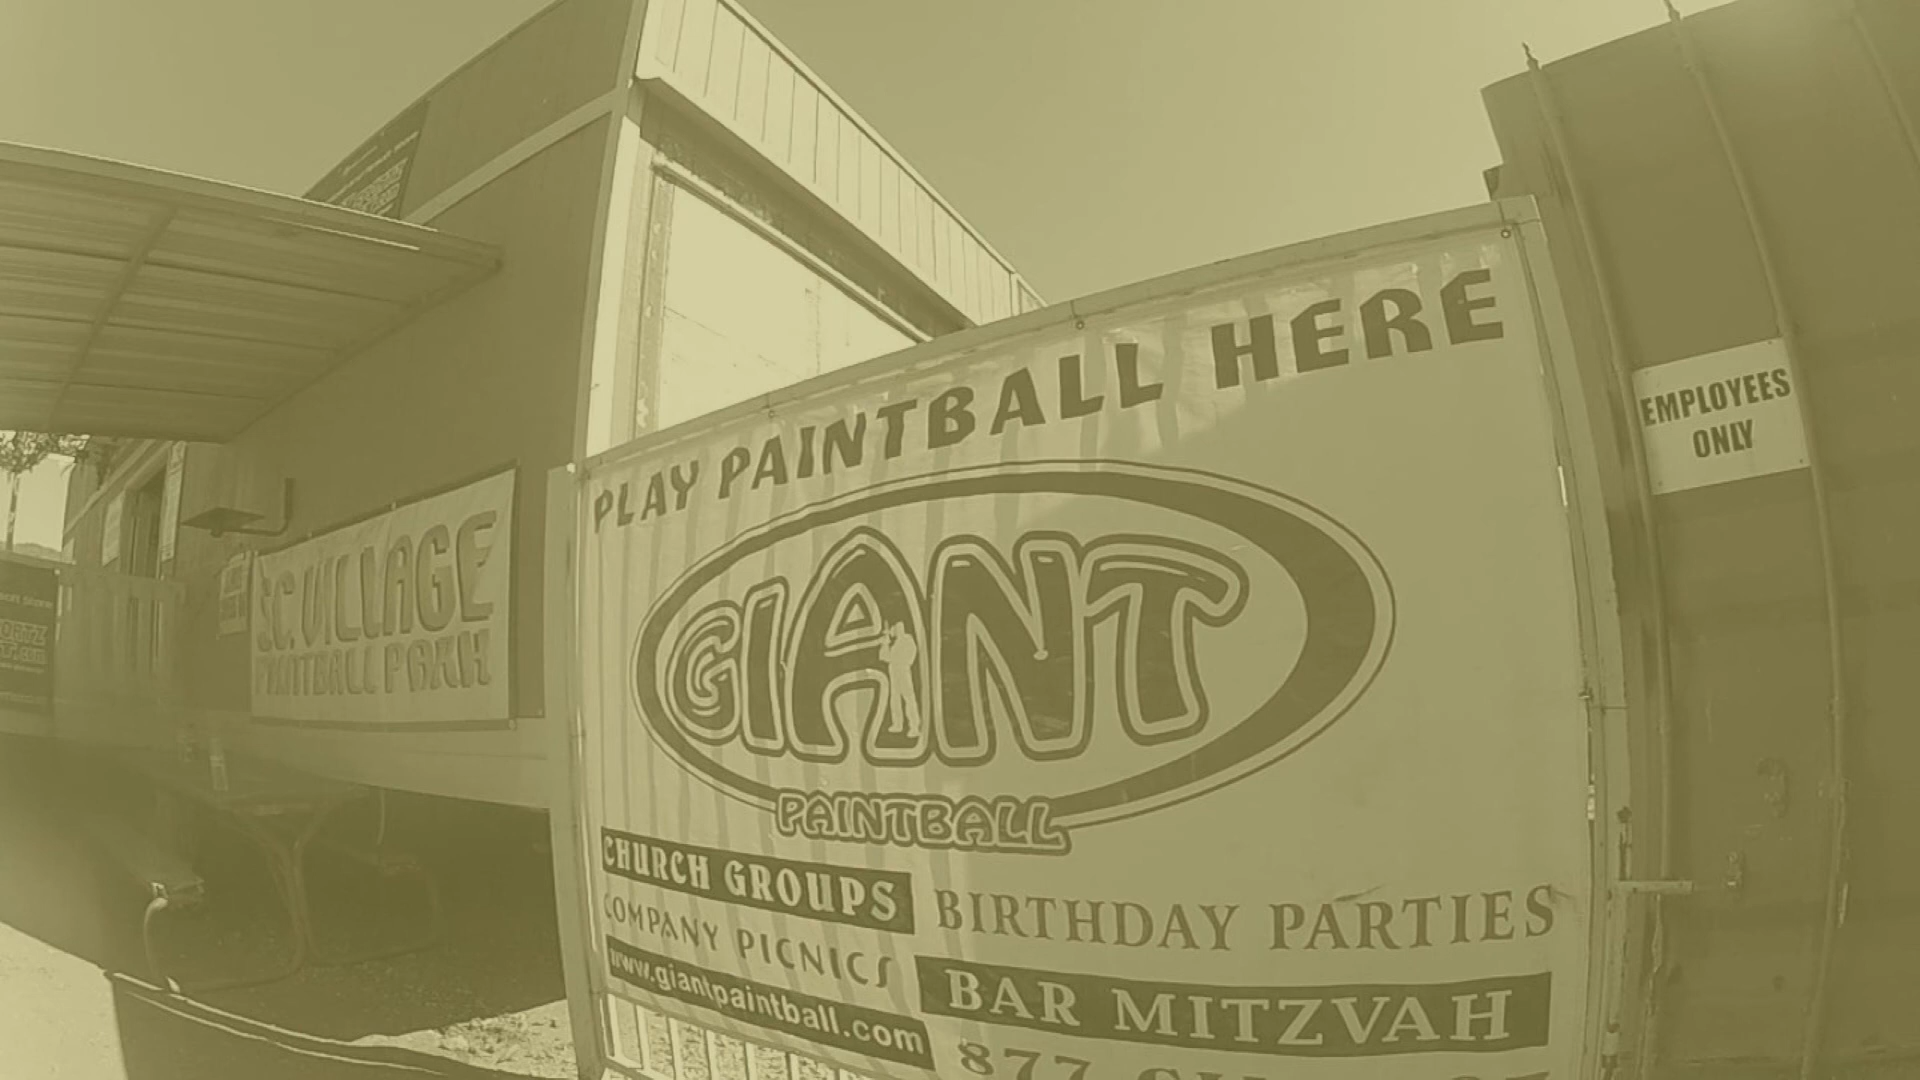 PLAY PAINTBALL HERE
GIANT
PAINTBALL
CHURCH GROUPS
BIRTHDAY PARTIES
COMPANY PICNICS
BAR MITZVAH
www.giantpaintball.com
877
EMPLOYEES
ONLY
S.C. VILLAGE
PAINTBALL PARK